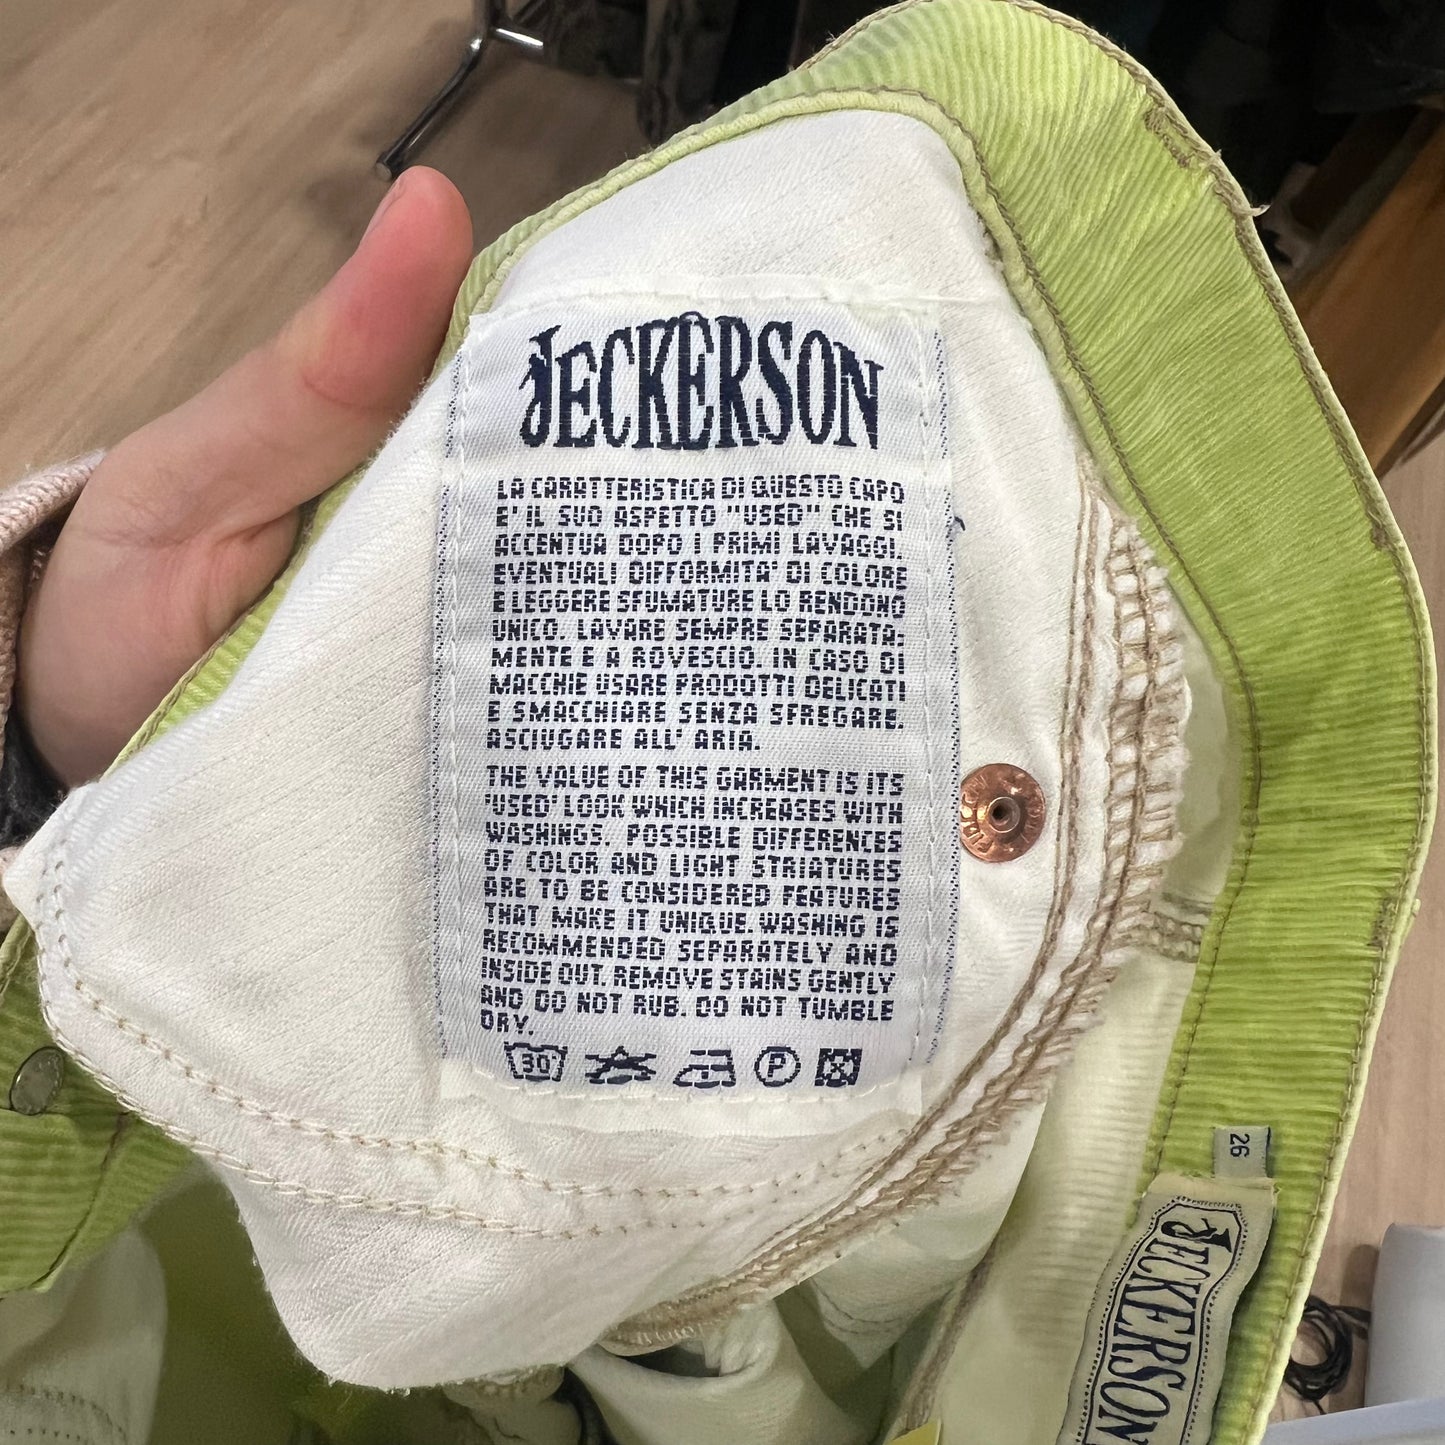 JECKERSON
LA CARATTERISTICA DI QUESTO CAPO
E' IL SUO ASPETTO "USED" CHE SI
ACCENTUA DOPO I PRIMI LAVAGGI.
EVENTUALI DIFFORMITA' DI COLORE
E LEGGERE SFUMATURE LO RENDONO
UNICO. LAVARE SEMPRE SEPARATA-
MENTE E A ROVESCIO. IN CASO DI
MACCHIE USARE PRODOTTI DELICATI
E SMACCHIARE SENZA SFREGARE.
ASCIUGARE ALL' ARIA.
THE VALUE OF THIS GARMENT IS ITS
'USED' LOOK WHICH INCREASES WITH
WASHINGS. POSSIBLE DIFFERENCES
OF COLOR AND LIGHT STRIATURES
ARE TO BE CONSIDERED FEATURES
THAT MAKE IT UNIQUE. WASHING IS
RECOMMENDED SEPARATELY AND
INSIDE OUT. REMOVE STAINS GENTLY
AND DO NOT RUB. DO NOT TUMBLE
DRY.
30° P
26
JECKERSON